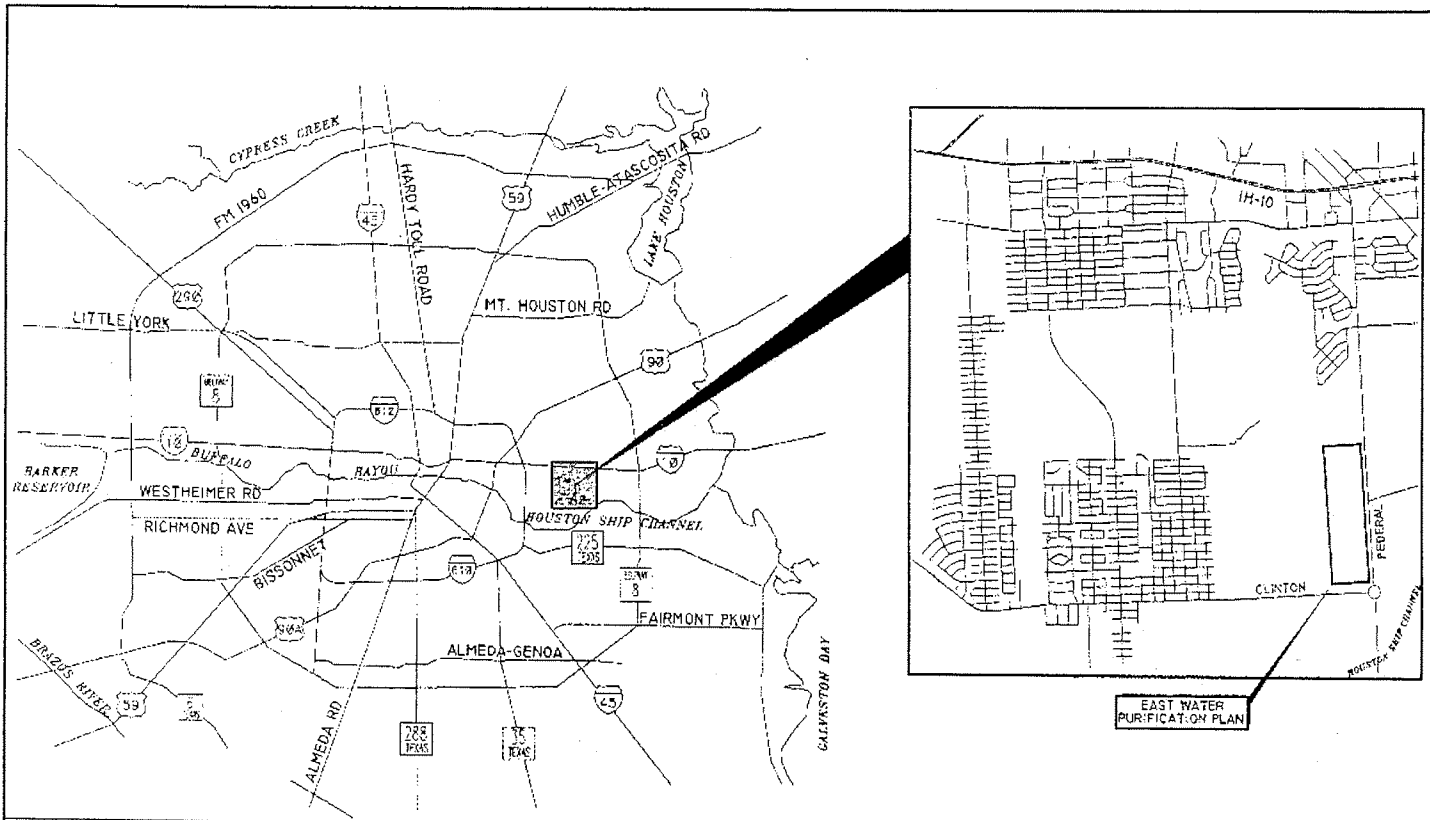 CYPRESS CREEK
FM 1960
45
HARDY TOLL ROAD
59
HUMBLE-ATASCOSITA RD
LAKE HOUSTON
290
LITTLE YORK
MT. HOUSTON RD
90
8
10
BUFFALO
BAYOU
BARKER
RESERVOIR
WESTHEIMER RD
RICHMOND AVE
HOUSTON SHIP CHANNEL
BISSONNET
225
TEXAS
610
8
90A
FAIRMONT PKWY
ALMEDA-GENOA
BRAZOS RIVER
59
ALMEDA RD
288
TEXAS
35
TEXAS
45
GALVESTON BAY
IH-10
FEDERAL
CLINTON
HOUSTON SHIP CHANNEL
EAST WATER
PURIFICATION PLAN